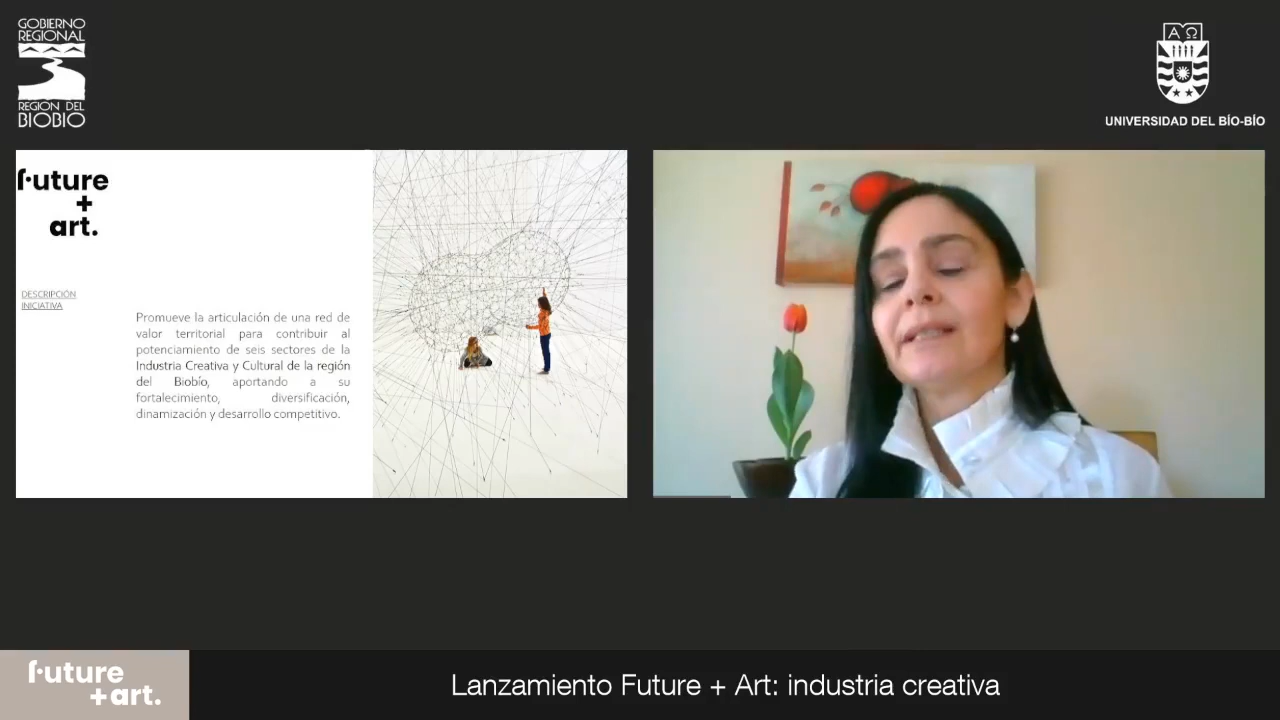 GOBIERNO
REGIONAL
REGIÓN DEL
BIOBIO
ΑΩ
UNIVERSIDAD DEL BÍO-BÍO
future
+
art.
DESCRIPCIÓN
INICIATIVA
Promueve la articulación de una red de
valor territorial para contribuir al
potenciamiento de seis sectores de la
Industria Creativa y Cultural de la región
del Biobío, aportando a su
fortalecimiento, diversificación,
dinamización y desarrollo competitivo.
future
+art.
Lanzamiento Future + Art: industria creativa